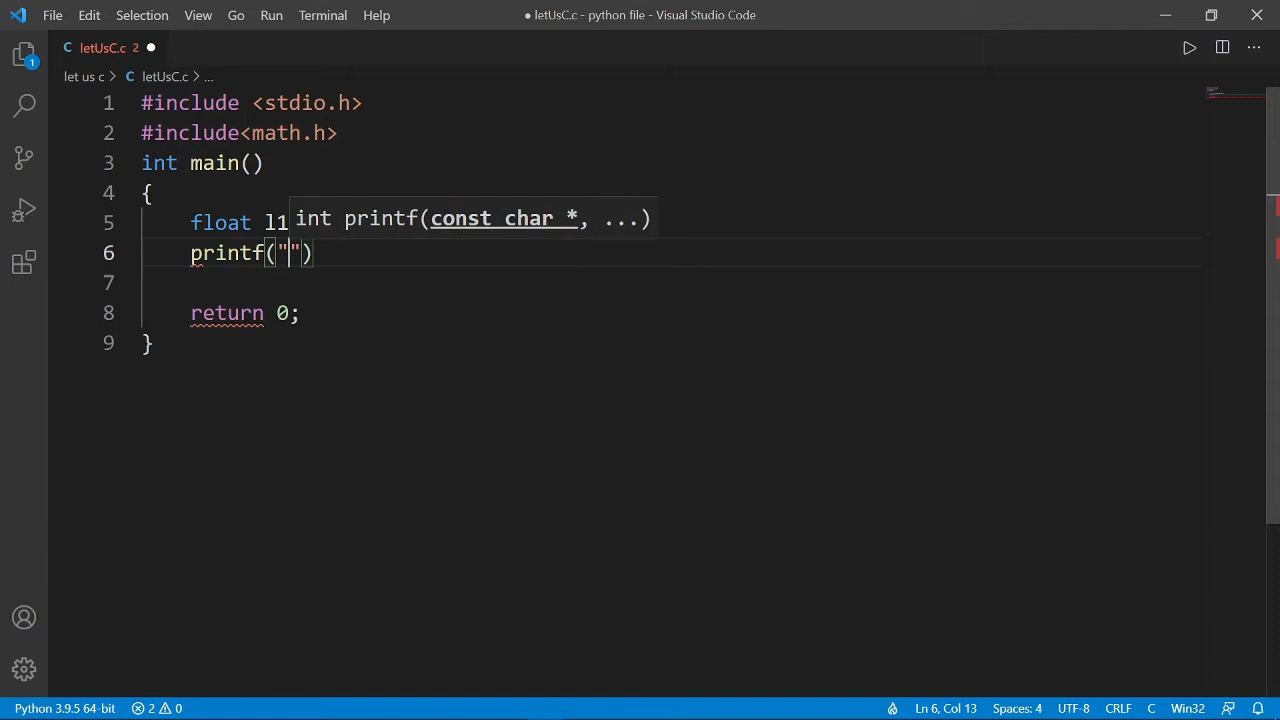 File Edit Selection View Go Run Terminal Help
● letUsC.c - python file - Visual Studio Code
C letUsC.c 2 ●
let us c > C letUsC.c > ...
1 #include <stdio.h>
2 #include<math.h>
3 int main()
4 {
5 float l1
int printf(const char *, ...)
6 printf("")
7
8 return 0;
9 }
1
Python 3.9.5 64-bit 2 0 Ln 6, Col 13 Spaces: 4 UTF-8 CRLF C Win32